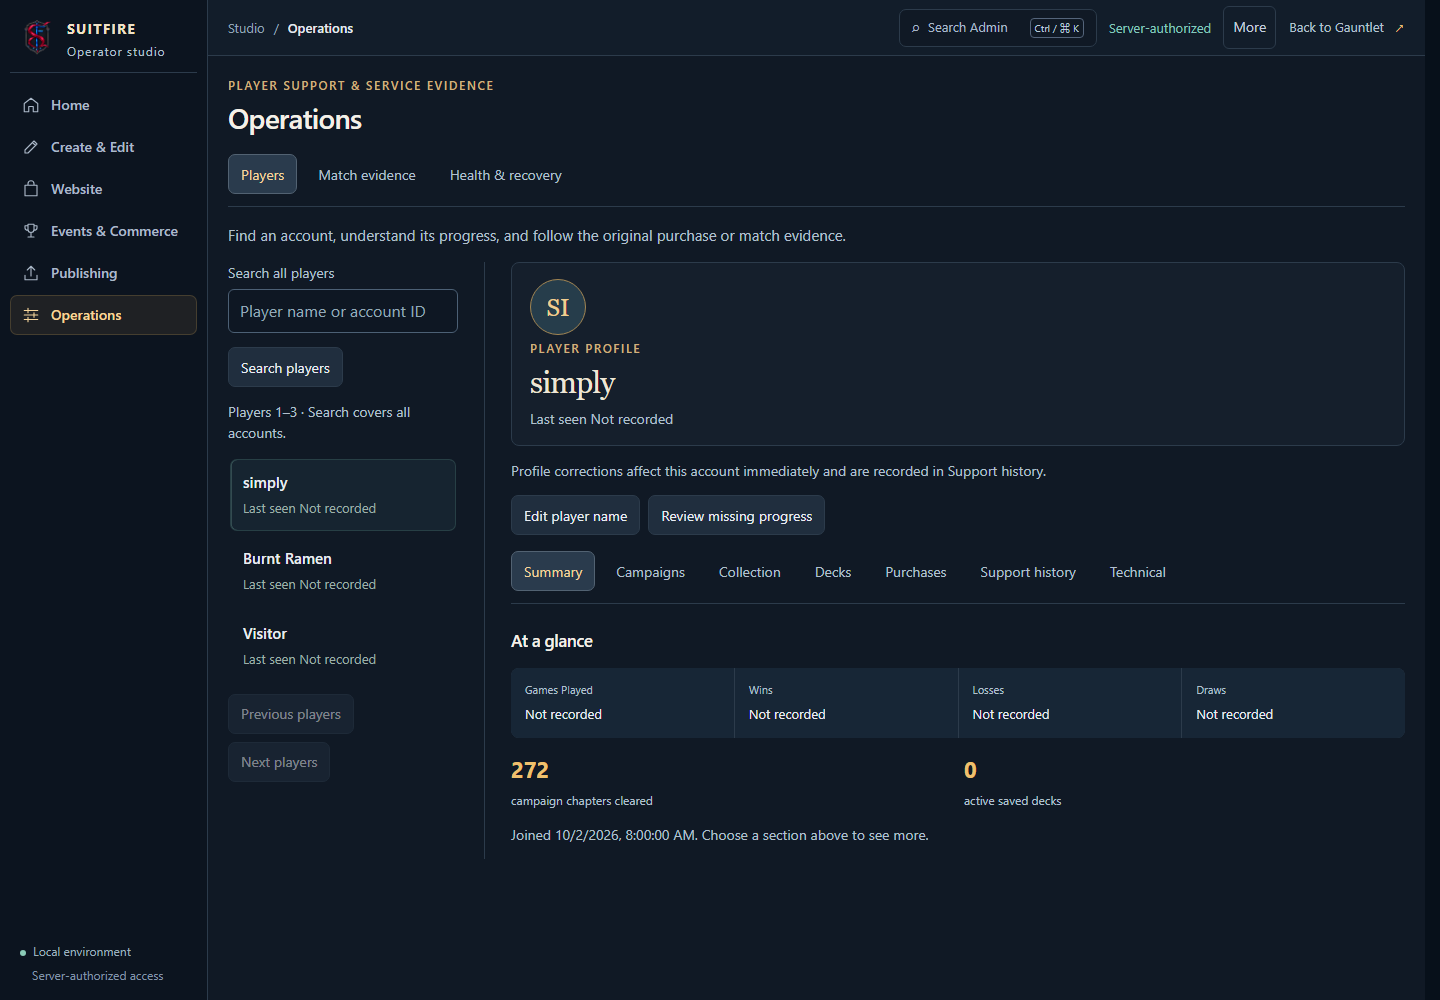 SUITFIRE
Operator studio
Home
Create & Edit
Website
Events & Commerce
Publishing
Operations
Local environment
Server-authorized access
Studio / Operations
Search Admin Ctrl / ⌘ K
Server-authorized
More
Back to Gauntlet ↗
PLAYER SUPPORT & SERVICE EVIDENCE
Operations
Players Match evidence Health & recovery
Find an account, understand its progress, and follow the original purchase or match evidence.
Search all players
Player name or account ID
Search players
Players 1–3 · Search covers all
accounts.
simply
Last seen Not recorded
Burnt Ramen
Last seen Not recorded
Visitor
Last seen Not recorded
Previous players
Next players
SI
PLAYER PROFILE
simply
Last seen Not recorded
Profile corrections affect this account immediately and are recorded in Support history.
Edit player name Review missing progress
Summary Campaigns Collection Decks Purchases Support history Technical
At a glance
Games Played Wins Losses Draws
Not recorded Not recorded Not recorded Not recorded
272 0
campaign chapters cleared active saved decks
Joined 10/2/2026, 8:00:00 AM. Choose a section above to see more.